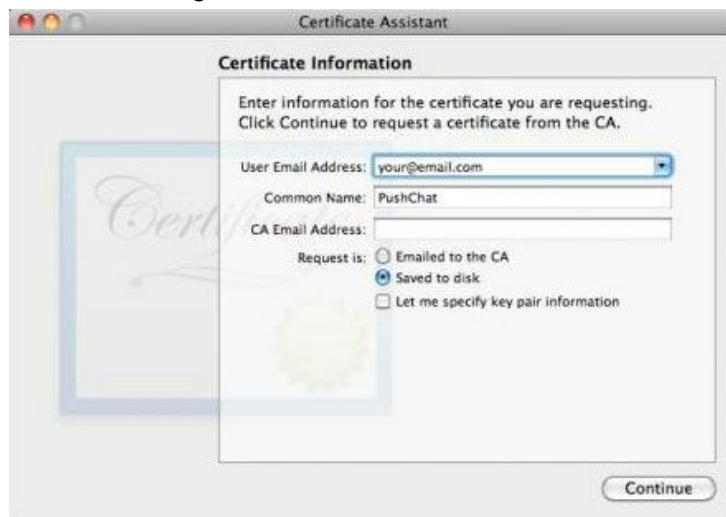 Certificate Assistant
Certificate Information
Enter information for the certificate you are requesting.
Click Continue to request a certificate from the CA.
User Email Address: your@email.com
Common Name: PushChat
CA Email Address:
Request is: Emailed to the CA
Saved to disk
Let me specify key pair information
Certificate
Continue